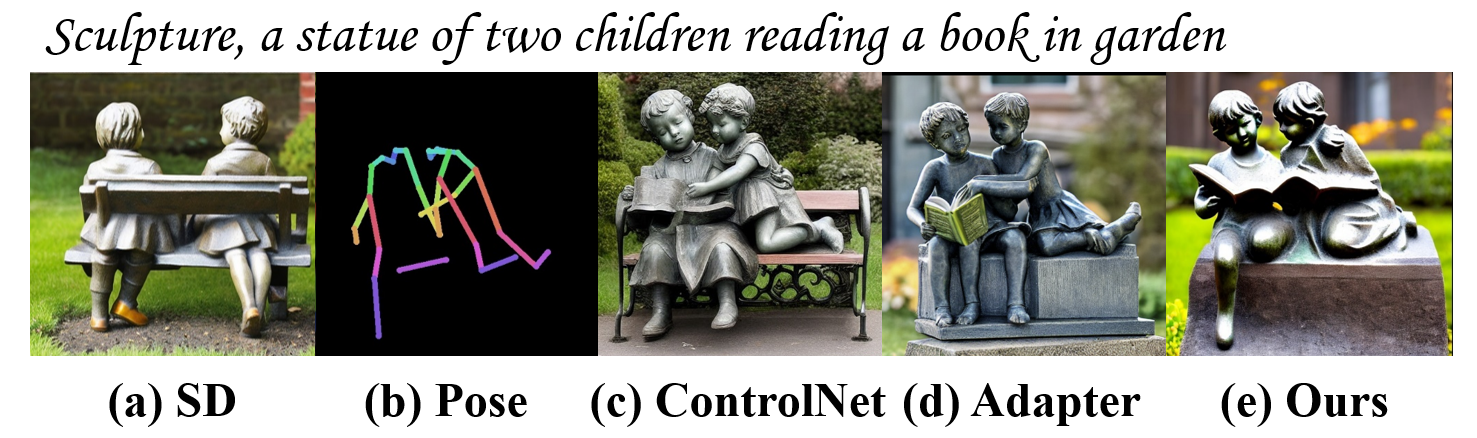 Sculpture, a statue of two children reading a book in garden
(a) SD (b) Pose (c) ControlNet (d) Adapter (e) Ours